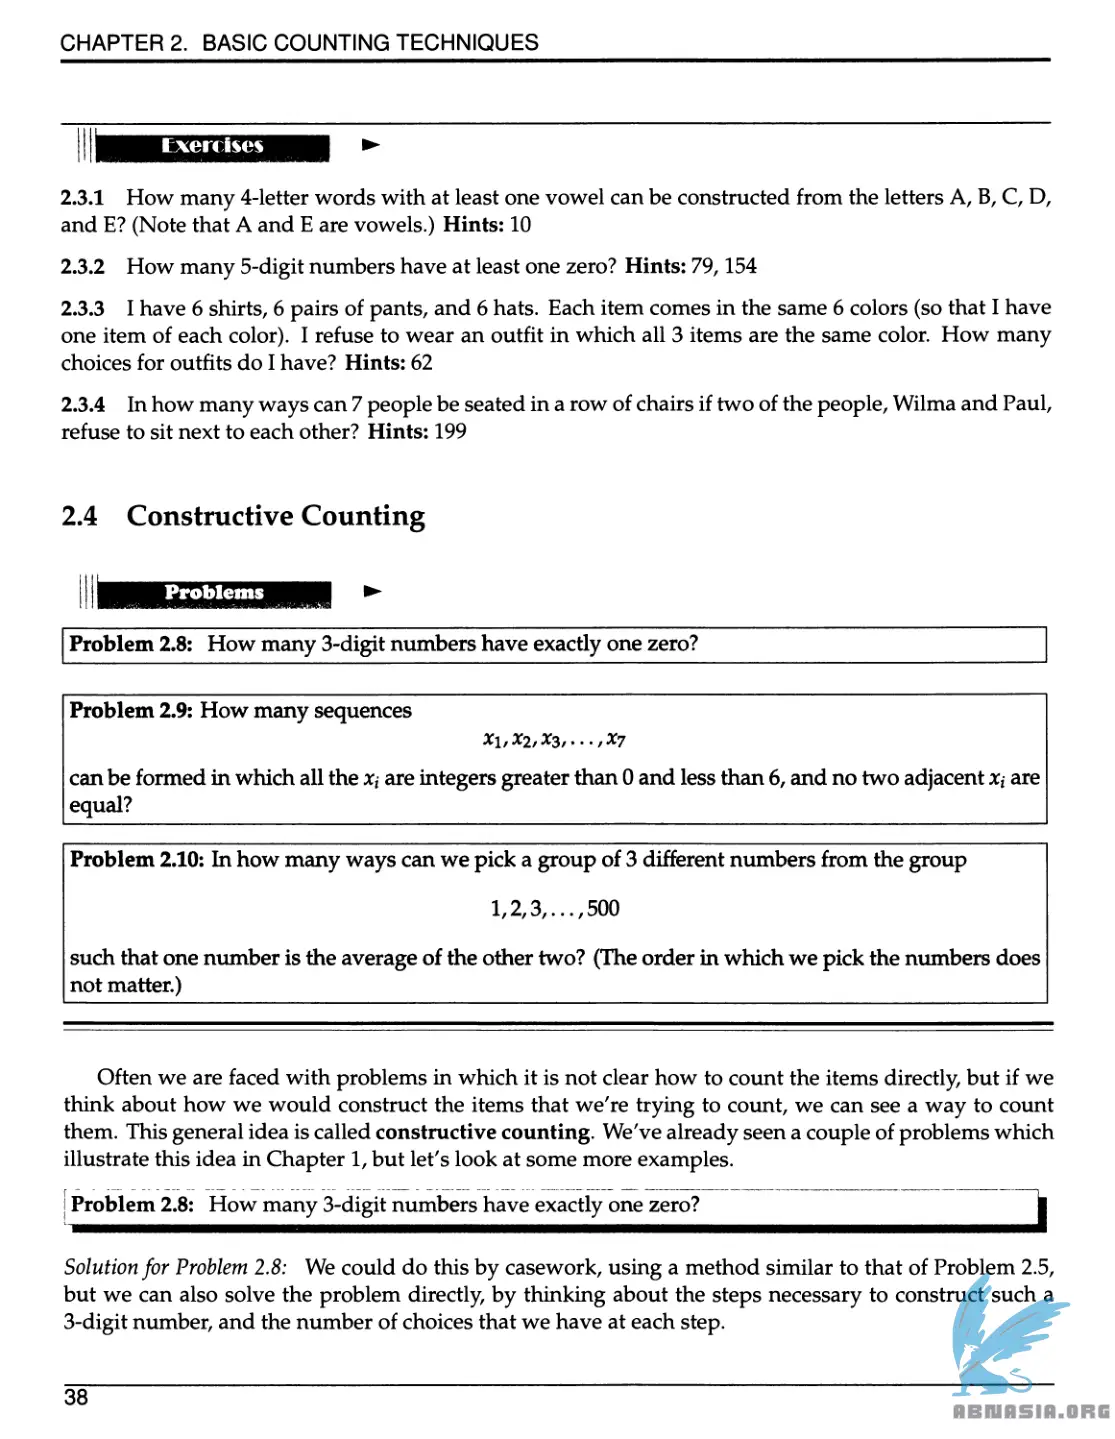 CHAPTER 2. BASIC COUNTING TECHNIQUES
Exercises
2.3.1 How many 4-letter words with at least one vowel can be constructed from the letters A, B, C, D,
and E? (Note that A and E are vowels.) Hints: 10
2.3.2 How many 5-digit numbers have at least one zero? Hints: 79, 154
2.3.3 I have 6 shirts, 6 pairs of pants, and 6 hats. Each item comes in the same 6 colors (so that I have
one item of each color). I refuse to wear an outfit in which all 3 items are the same color. How many
choices for outfits do I have? Hints: 62
2.3.4 In how many ways can 7 people be seated in a row of chairs if two of the people, Wilma and Paul,
refuse to sit next to each other? Hints: 199
2.4 Constructive Counting
Problems
Problem 2.8: How many 3-digit numbers have exactly one zero?
Problem 2.9: How many sequences
x₁, x₂, x₃, . . . , x₇
can be formed in which all the xᵢ are integers greater than 0 and less than 6, and no two adjacent xᵢ are
equal?
Problem 2.10: In how many ways can we pick a group of 3 different numbers from the group
1, 2, 3, . . . , 500
such that one number is the average of the other two? (The order in which we pick the numbers does
not matter.)
Often we are faced with problems in which it is not clear how to count the items directly, but if we
think about how we would construct the items that we're trying to count, we can see a way to count
them. This general idea is called constructive counting. We've already seen a couple of problems which
illustrate this idea in Chapter 1, but let's look at some more examples.
Problem 2.8: How many 3-digit numbers have exactly one zero?
Solution for Problem 2.8: We could do this by casework, using a method similar to that of Problem 2.5,
but we can also solve the problem directly, by thinking about the steps necessary to construct such a
3-digit number, and the number of choices that we have at each step.
38
ABNASIA.ORG